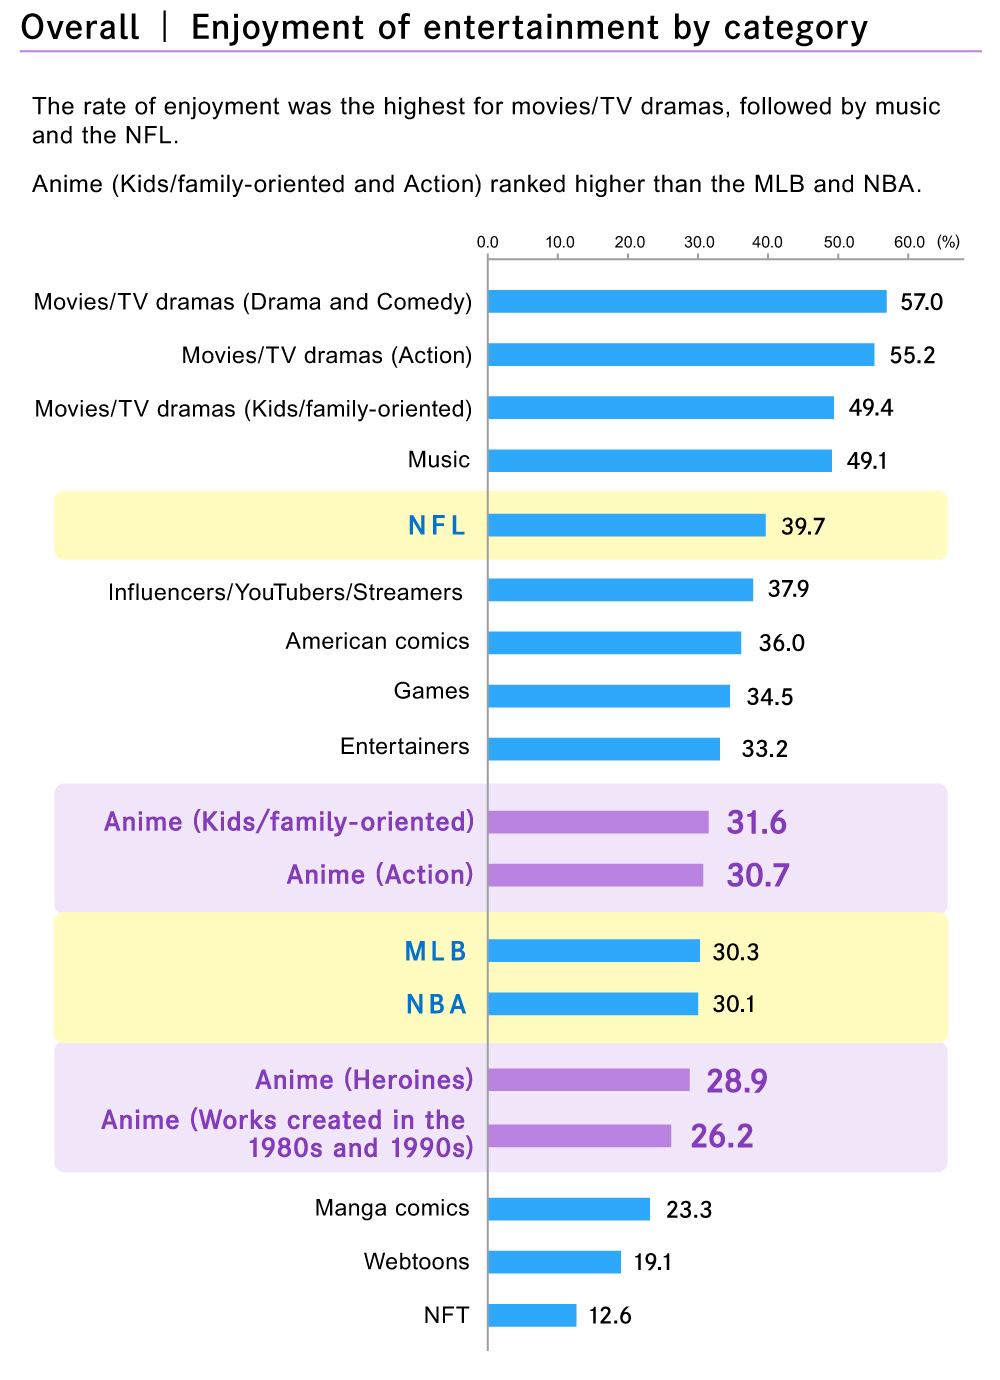 Overall | Enjoyment of entertainment by category
The rate of enjoyment was the highest for movies/TV dramas, followed by music
and the NFL.
Anime (Kids/family-oriented and Action) ranked higher than the MLB and NBA.
0.0 10.0 20.0 30.0 40.0 50.0 60.0 (%)
Movies/TV dramas (Drama and Comedy) 57.0
Movies/TV dramas (Action) 55.2
Movies/TV dramas (Kids/family-oriented) 49.4
Music 49.1
NFL 39.7
Influencers/YouTubers/Streamers 37.9
American comics 36.0
Games 34.5
Entertainers 33.2
Anime (Kids/family-oriented) 31.6
Anime (Action) 30.7
MLB 30.3
NBA 30.1
Anime (Heroines) 28.9
Anime (Works created in the
1980s and 1990s) 26.2
Manga comics 23.3
Webtoons 19.1
NFT 12.6